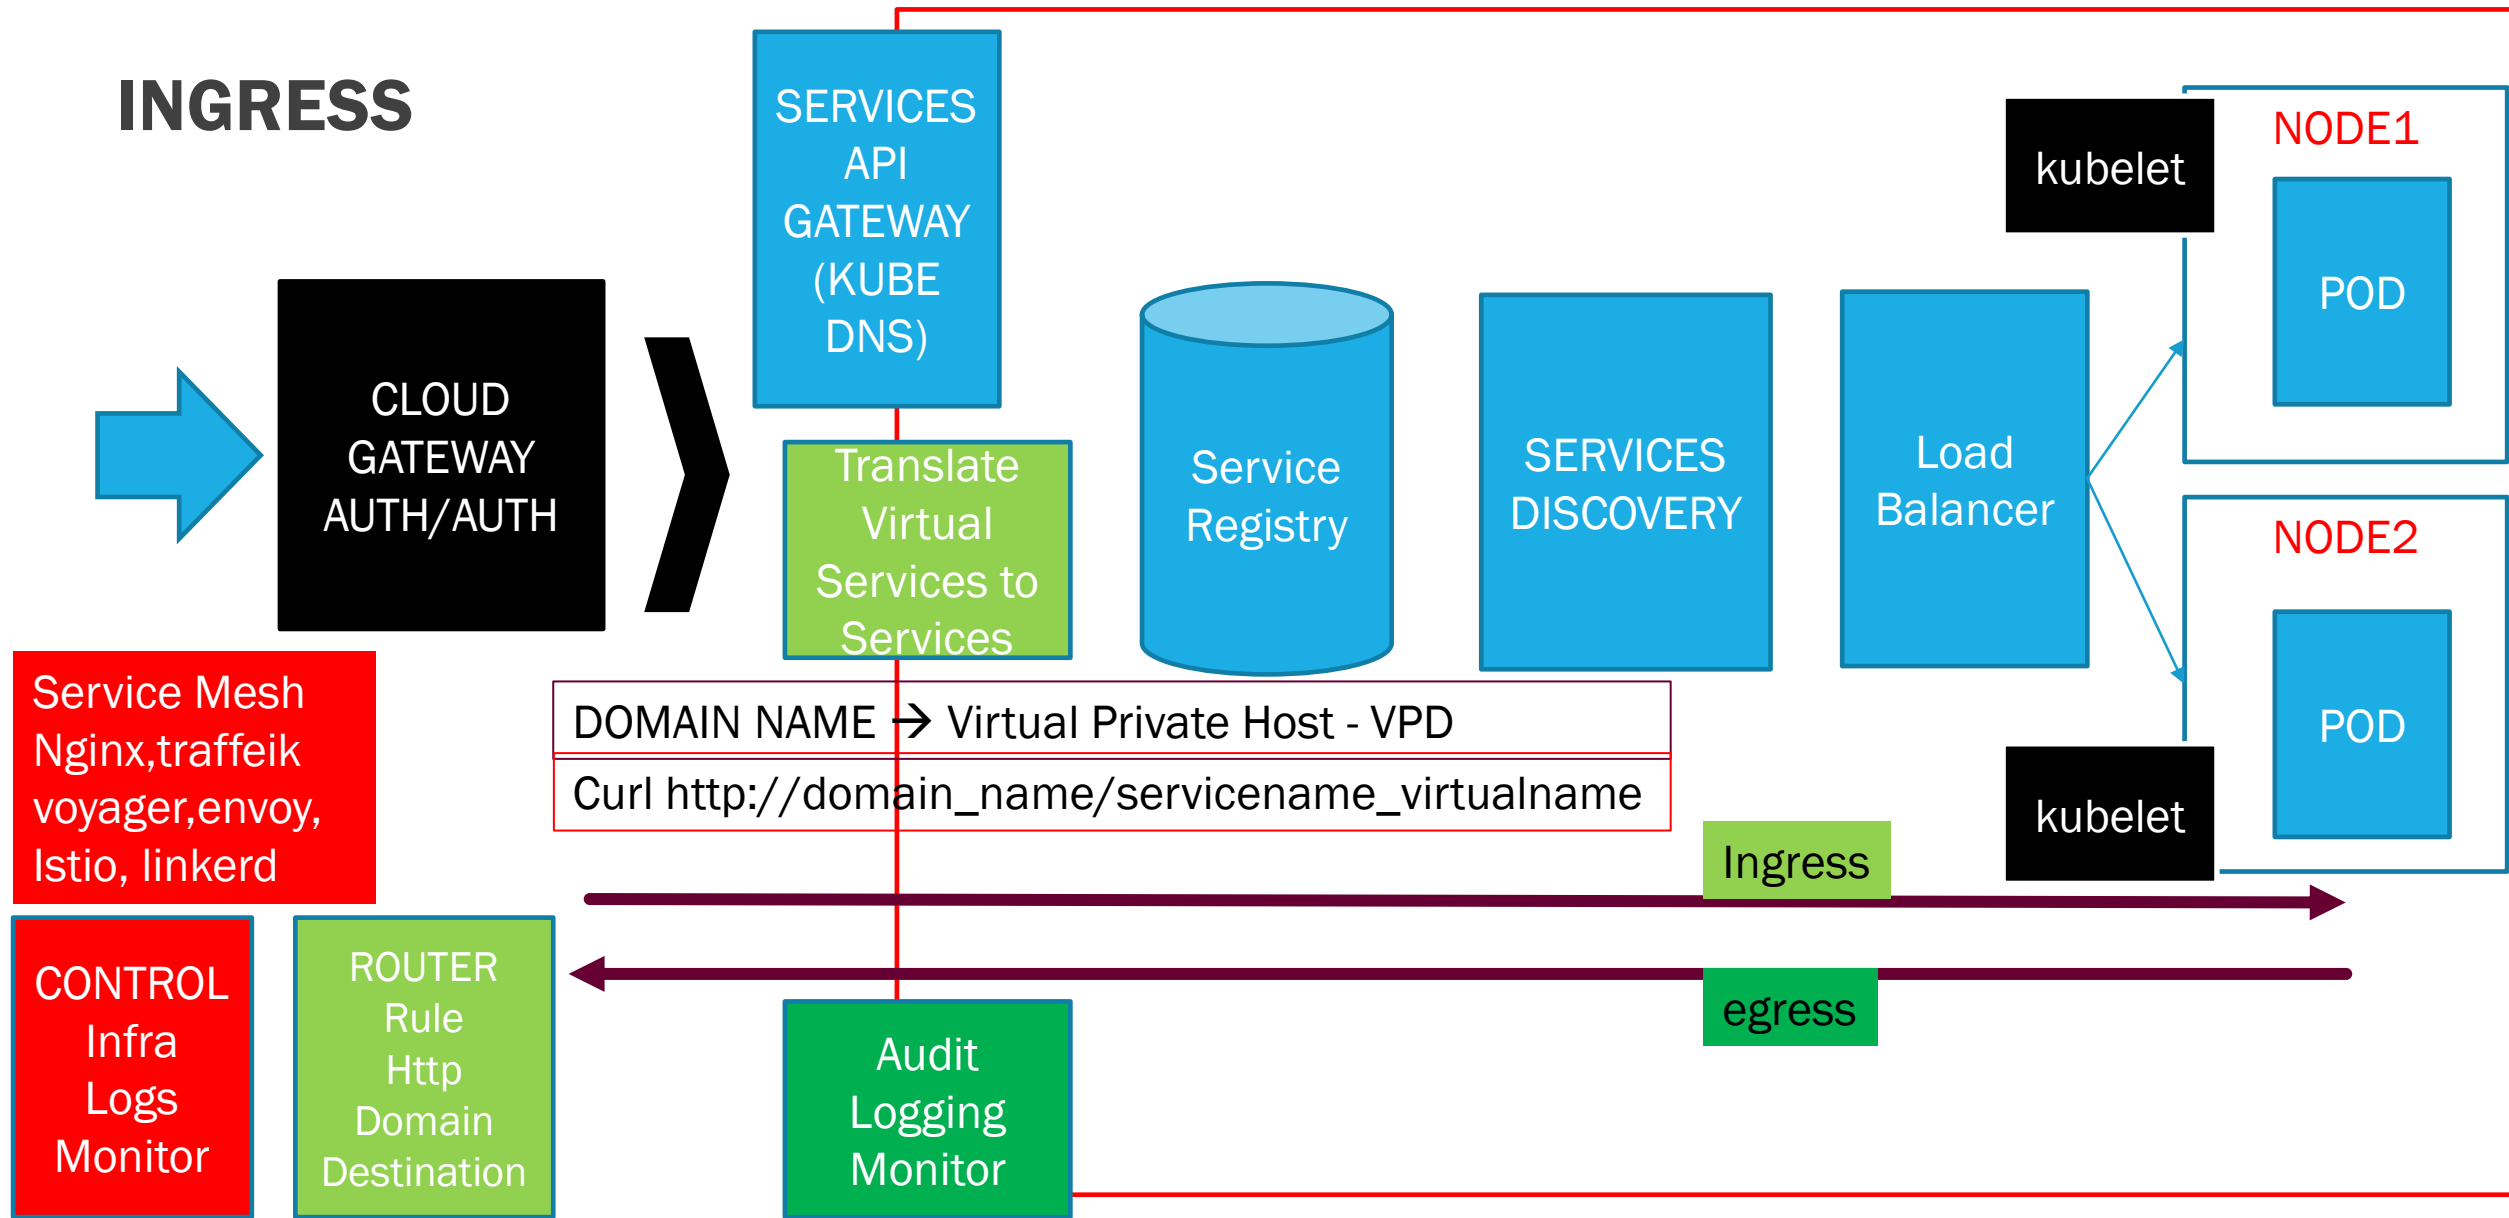 INGRESS
SERVICES
API
GATEWAY
(KUBE
DNS)
CLOUD
GATEWAY
AUTH/AUTH
Translate
Virtual
Services to
Services
Service
Registry
SERVICES
DISCOVERY
Load
Balancer
kubelet
NODE1
POD
NODE2
POD
kubelet
Service Mesh
Nginx,traffeik
voyager,envoy,
Istio, linkerd
DOMAIN NAME → Virtual Private Host - VPD
Curl http://domain_name/servicename_virtualname
Ingress
egress
CONTROL
Infra
Logs
Monitor
ROUTER
Rule
Http
Domain
Destination
Audit
Logging
Monitor